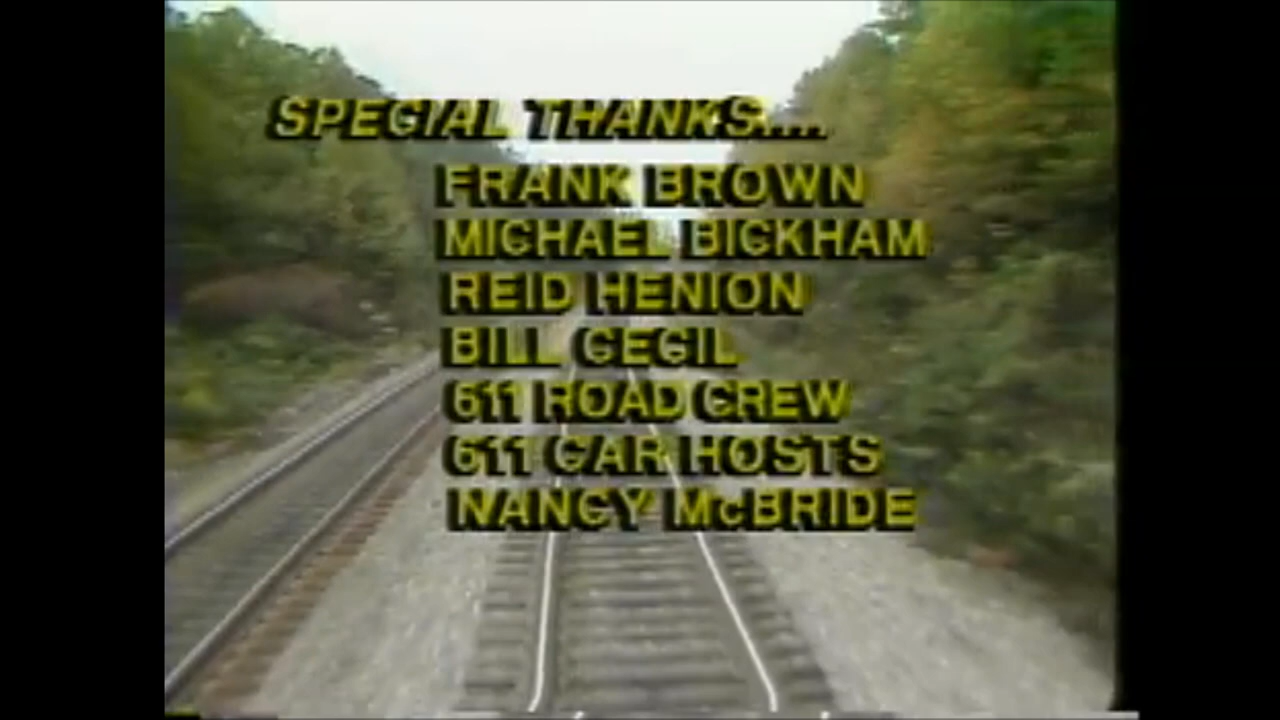 SPECIAL THANKS....
FRANK BROWN
MICHAEL BICKHAM
REID HENION
BILL CECIL
611 ROAD CREW
611 CAR HOSTS
NANCY McBRIDE